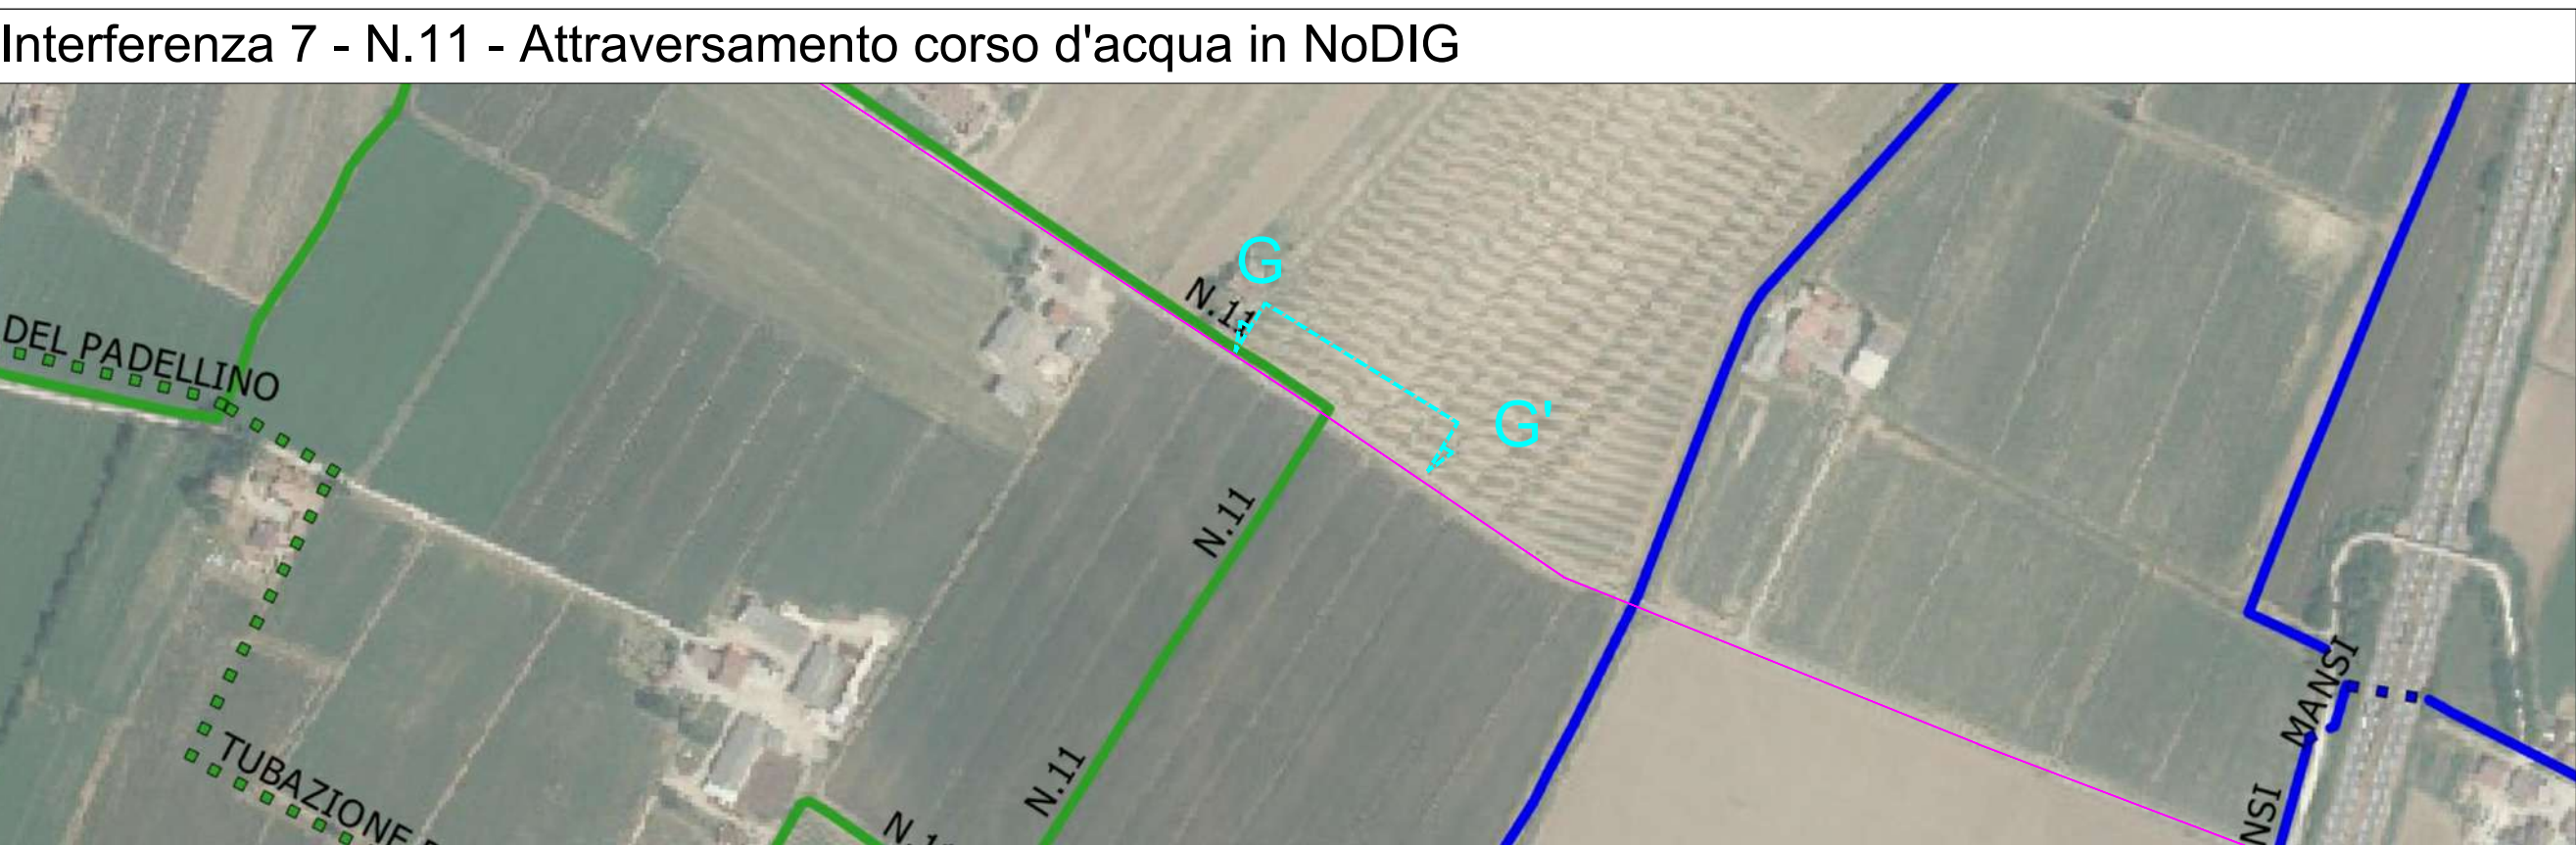 Interferenza 7 - N.11 - Attraversamento corso d'acqua in NoDIG
G
N.11
G'
DEL PADELLINO
N.11
MANSI
TUBAZIONE
N.11
NSI